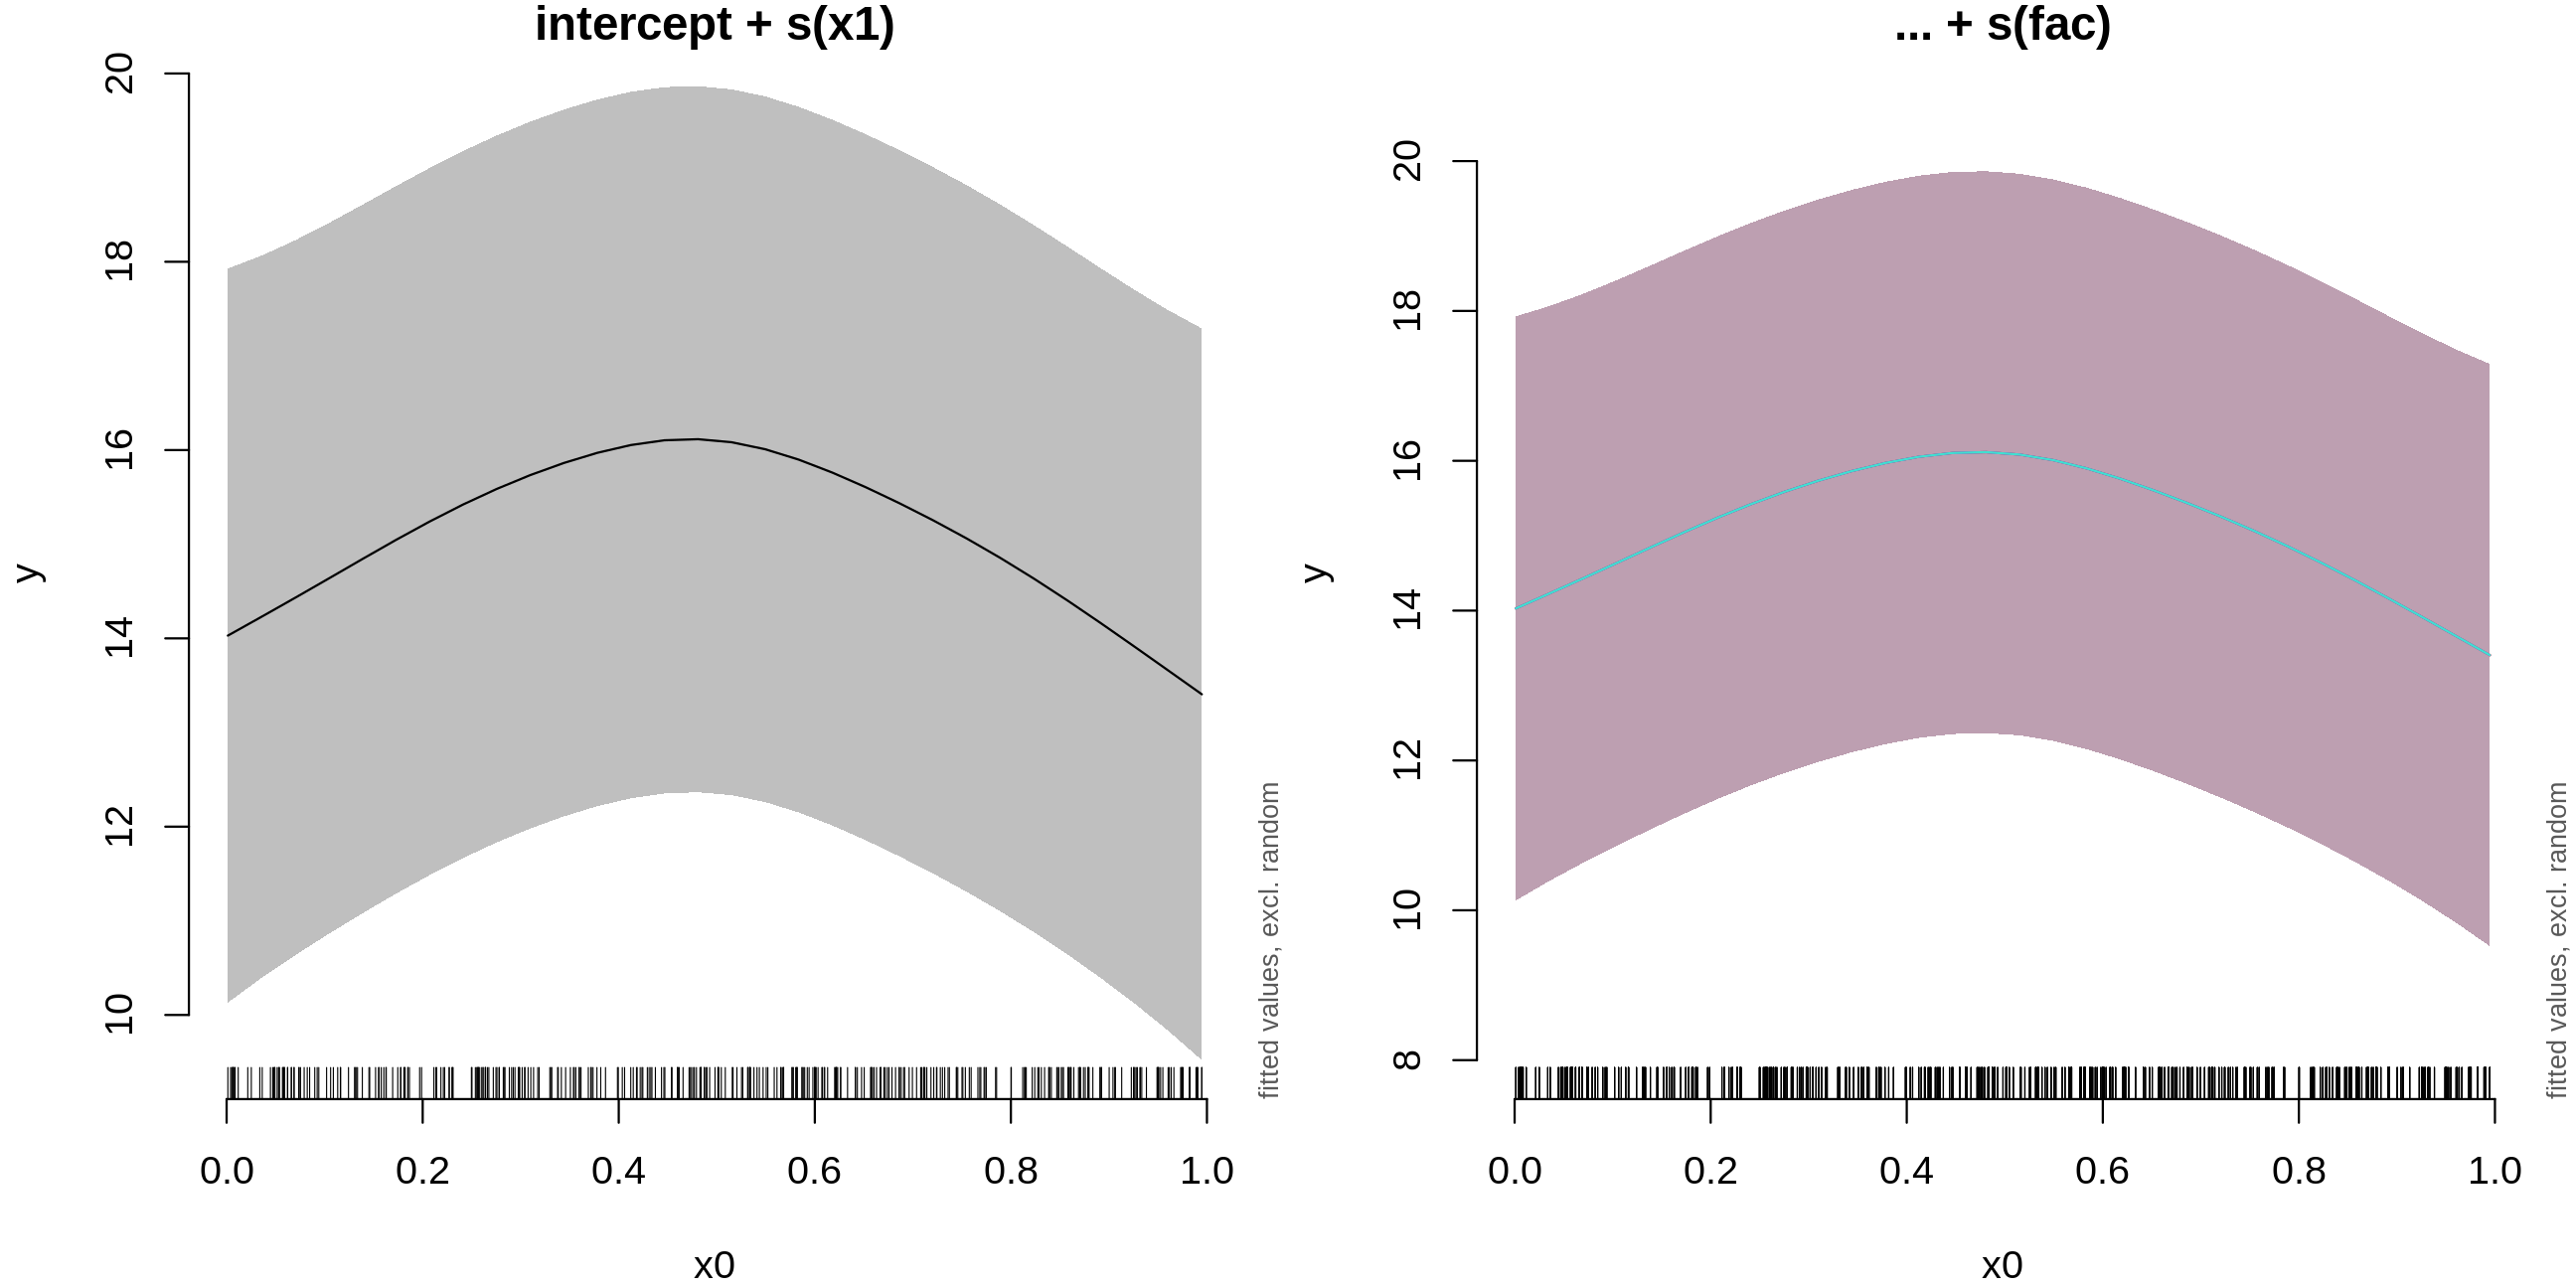 intercept + s(x1)
20
18
16
14
12
10
y
0.0 0.2 0.4 0.6 0.8 1.0
x0
fitted values, excl. random
... + s(fac)
20
18
16
14
12
10
8
y
0.0 0.2 0.4 0.6 0.8 1.0
x0
fitted values, excl. random